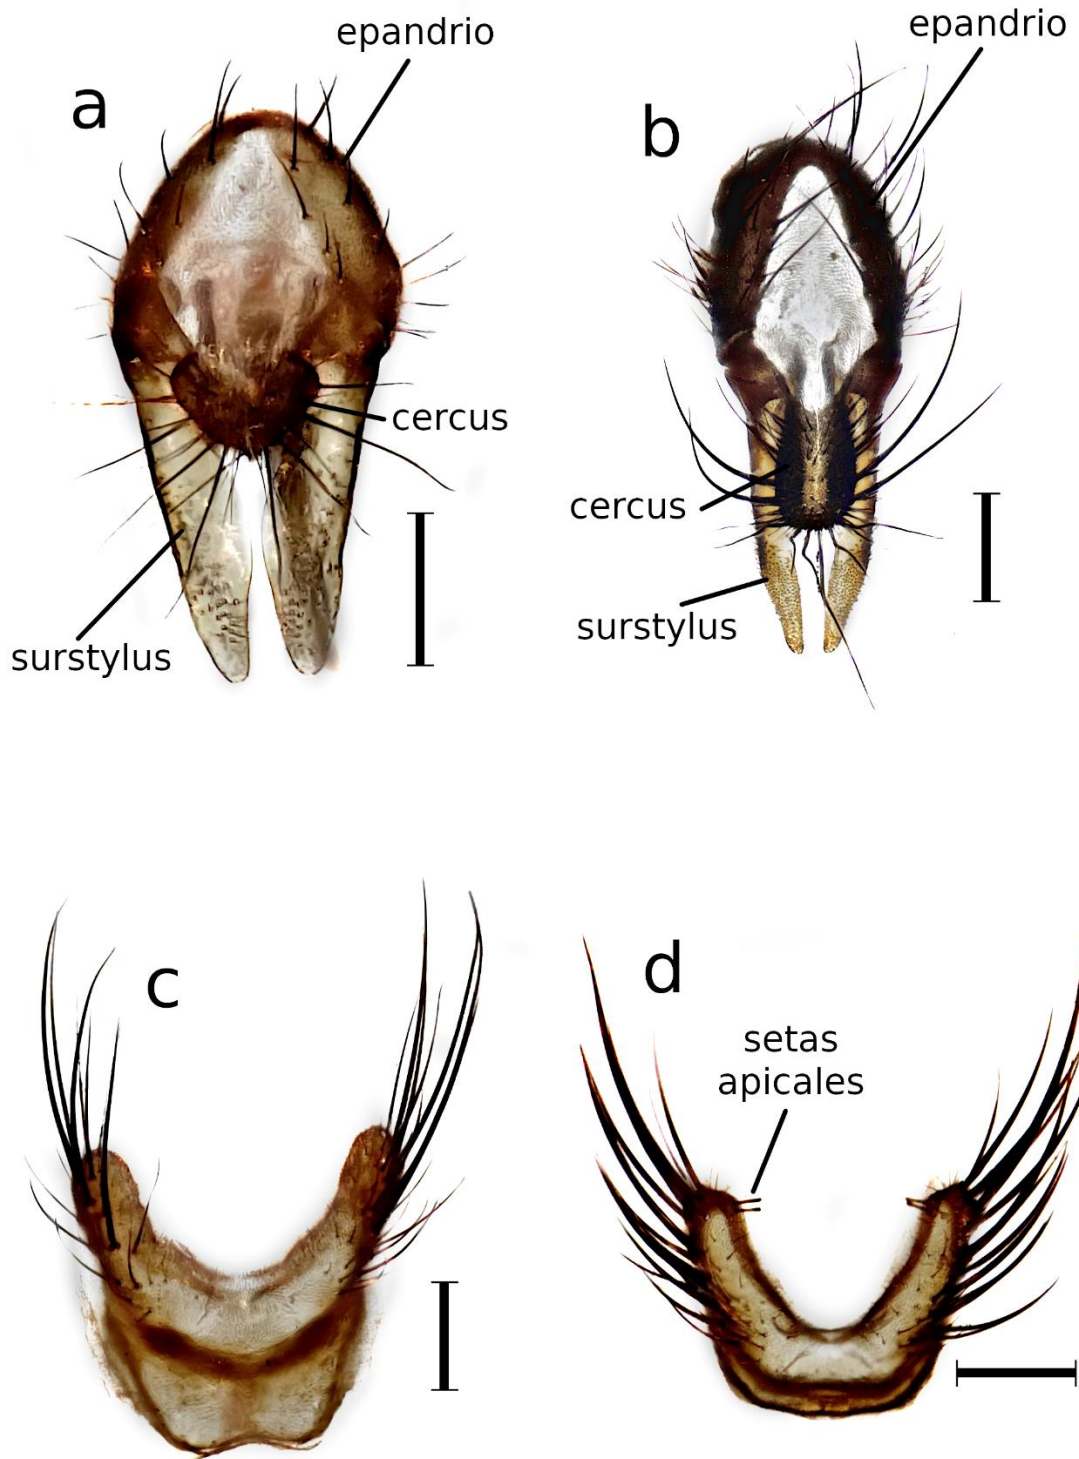 epandrio
a
cercus
surstylus
epandrio
b
cercus
surstylus
c
d
setas
apicales